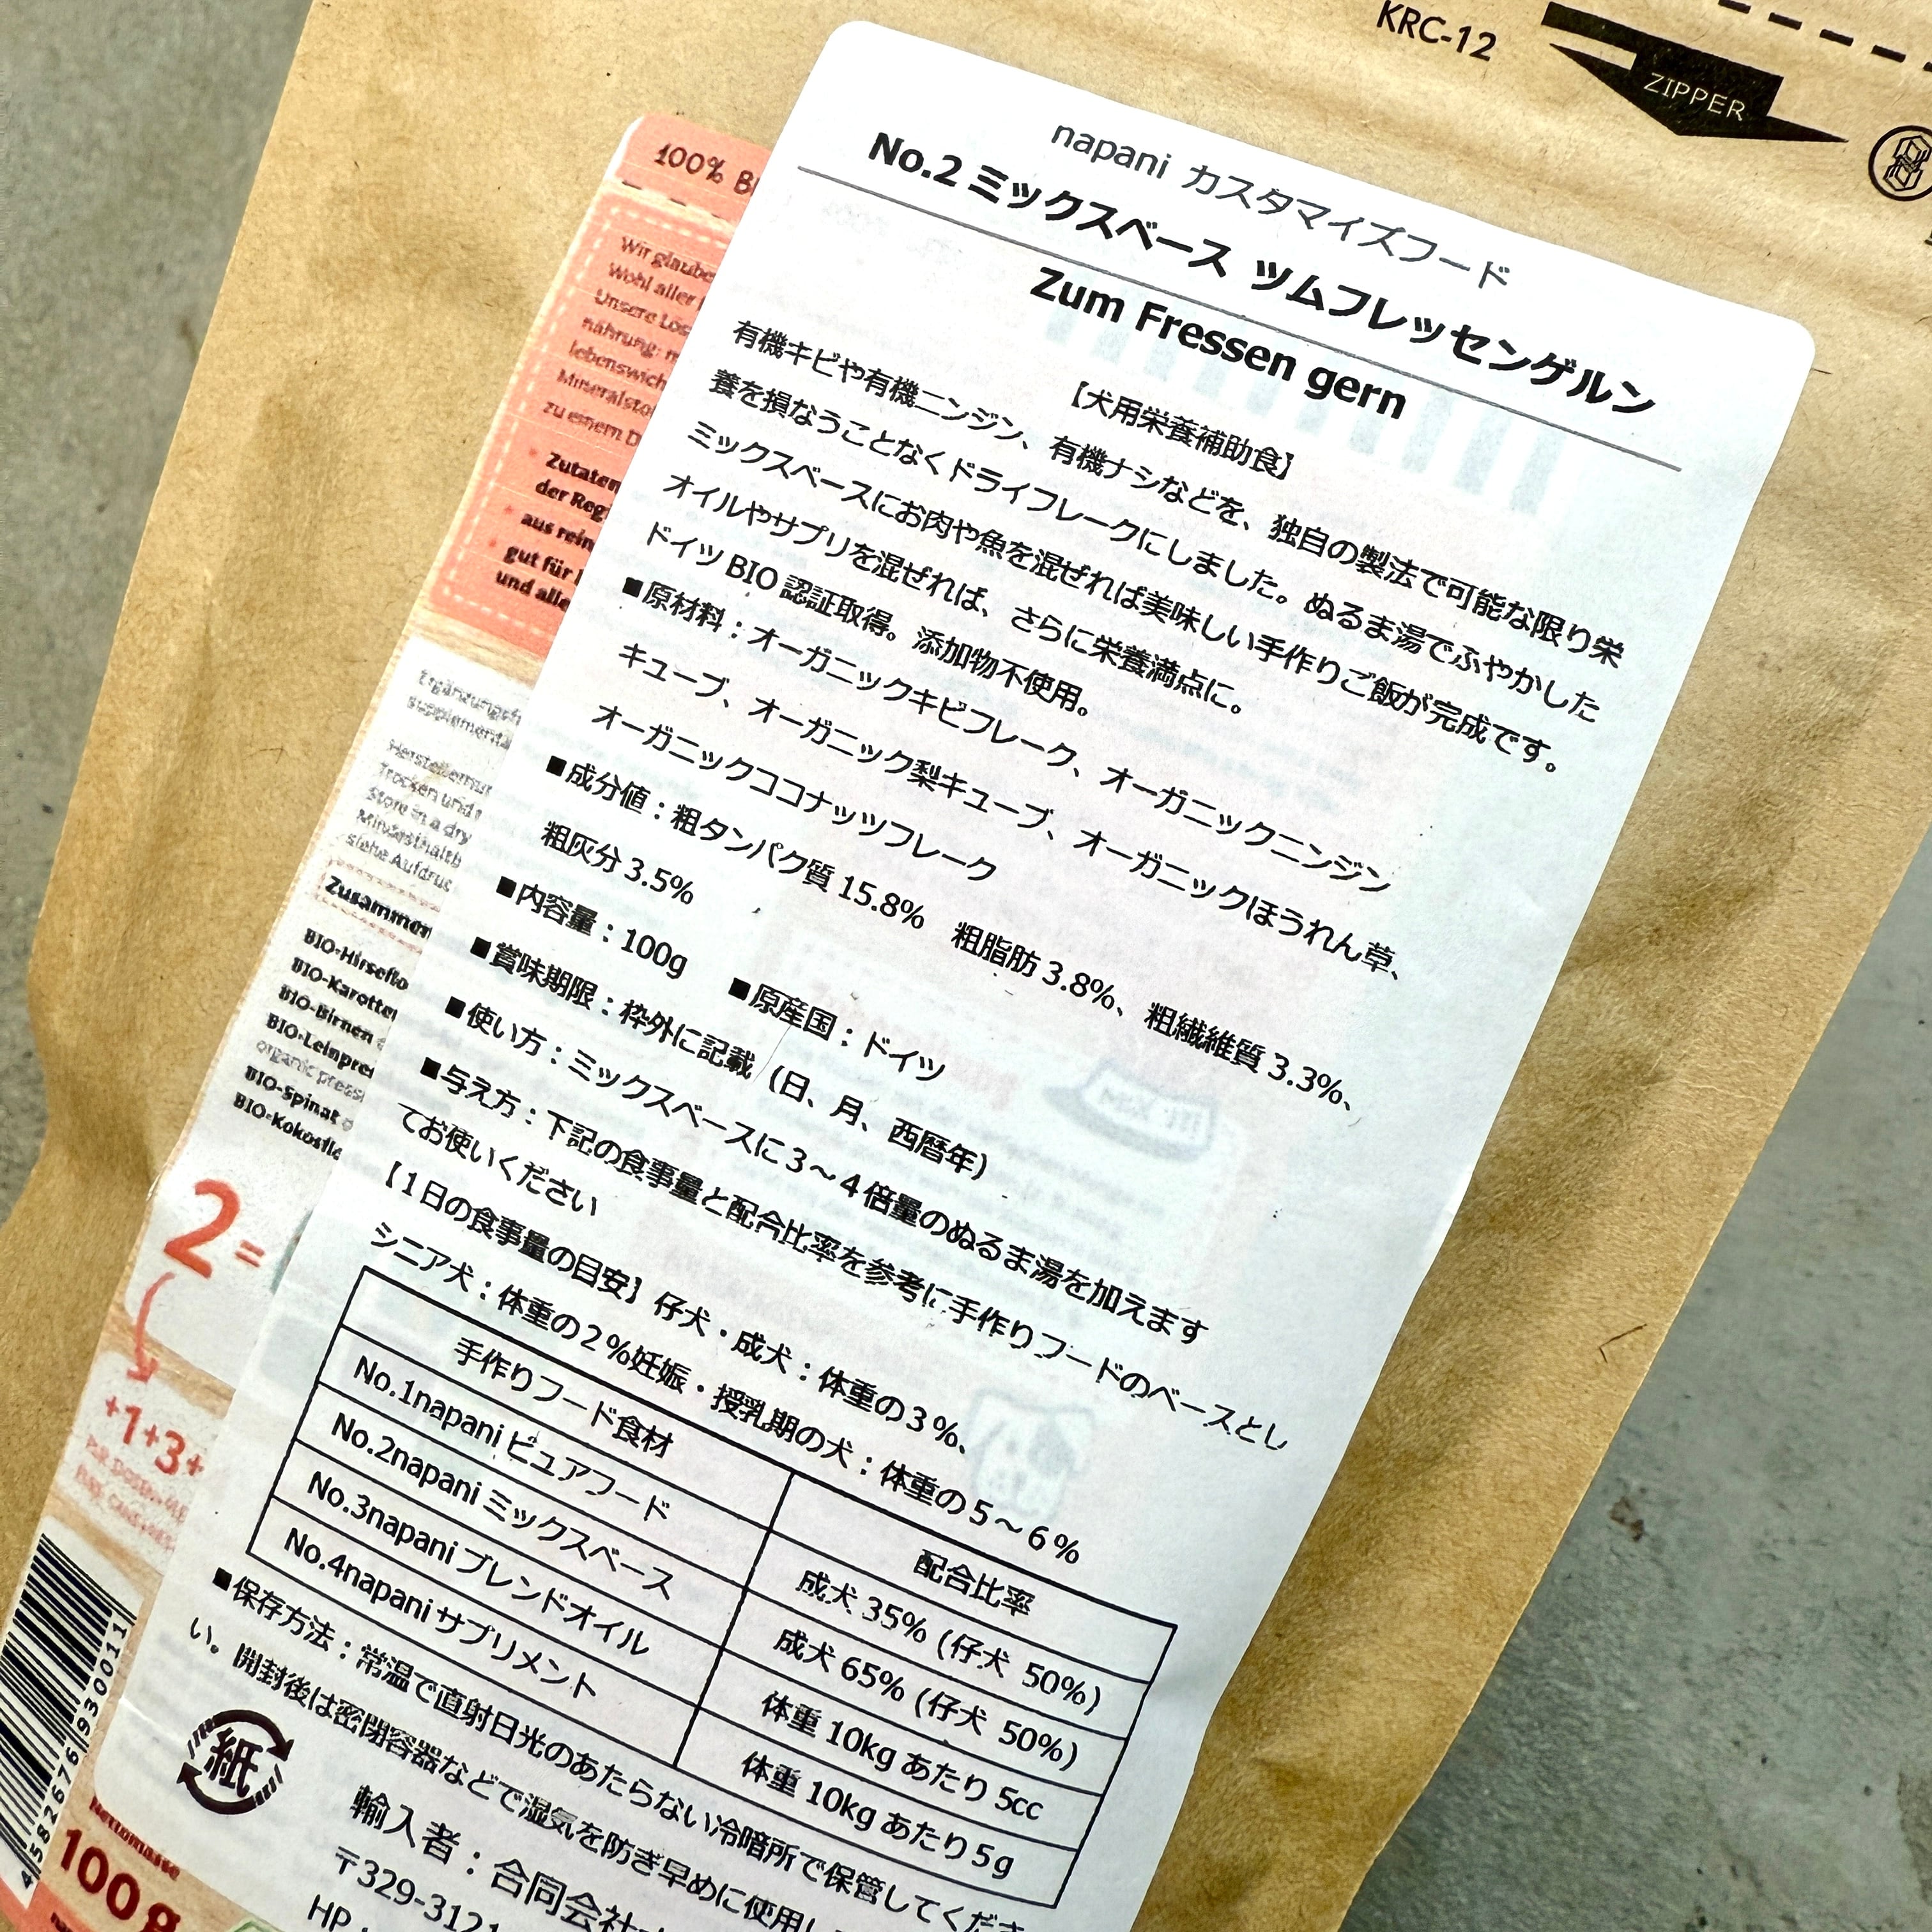 KRC-12
ZIPPER
napani カスタマイズフード
No.2 ミックスベース ツムフレッセンゲルン
Zum Fressen gern
【犬用栄養補助食】
有機キビや有機ニンジン、有機ナシなどを、独自の製法で可能な限り栄
養を損なうことなくドライフレークにしました。ぬるま湯でふやかした
ミックスベースにお肉や魚を混ぜれば美味しい手作りご飯が完成です。
オイルやサプリを混ぜれば、さらに栄養満点に。
ドイツ BIO 認証取得。添加物不使用。
■原材料：オーガニックキビフレーク、オーガニックニンジン
キューブ、オーガニック梨キューブ、オーガニックほうれん草、
オーガニックココナッツフレーク
■成分値：粗タンパク質 15.8% 粗脂肪 3.8%、粗繊維質 3.3%、
粗灰分 3.5%
■内容量：100g ■原産国：ドイツ
■賞味期限：枠外に記載（日、月、西暦年）
■使い方：ミックスベースに３～４倍量のぬるま湯を加えます
■与え方：下記の食事量と配合比率を参考に手作りフードのベースとし
てお使いください
【１日の食事量の目安】仔犬・成犬：体重の３％、
シニア犬：体重の２％妊娠・授乳期の犬：体重の５～６％
手作りフード食材 配合比率
No.1napani ピュアフード 成犬 35% (仔犬 50%)
No.2napani ミックスベース 成犬 65% (仔犬 50%)
No.3napani ブレンドオイル 体重 10kg あたり 5cc
No.4napani サプリメント 体重 10kg あたり 5g
■保存方法：常温で直射日光のあたらない冷暗所で保管してくださ
い。開封後は密閉容器などで湿気を防ぎ早めに使用し
紙
輸入者：合同会社
〒329-3121
HP
100%
Wir glaube
Wohl aller
Unsere Lös
nahrung:
lebenswich
Mineralsto
zu einem D
Zutaten
der Reg
aus rein
gut für
und alle
Store in a dry
siehe Aufdruc
Zusammen
BIO-Hirseflo
BIO-Karotte
BIO-Birnen
BIO-Leinpre
organic press
BIO-Spinat
BIO-Kokosfl
2 =
+1+3+
4 582676 930011
Nettomasse
100g